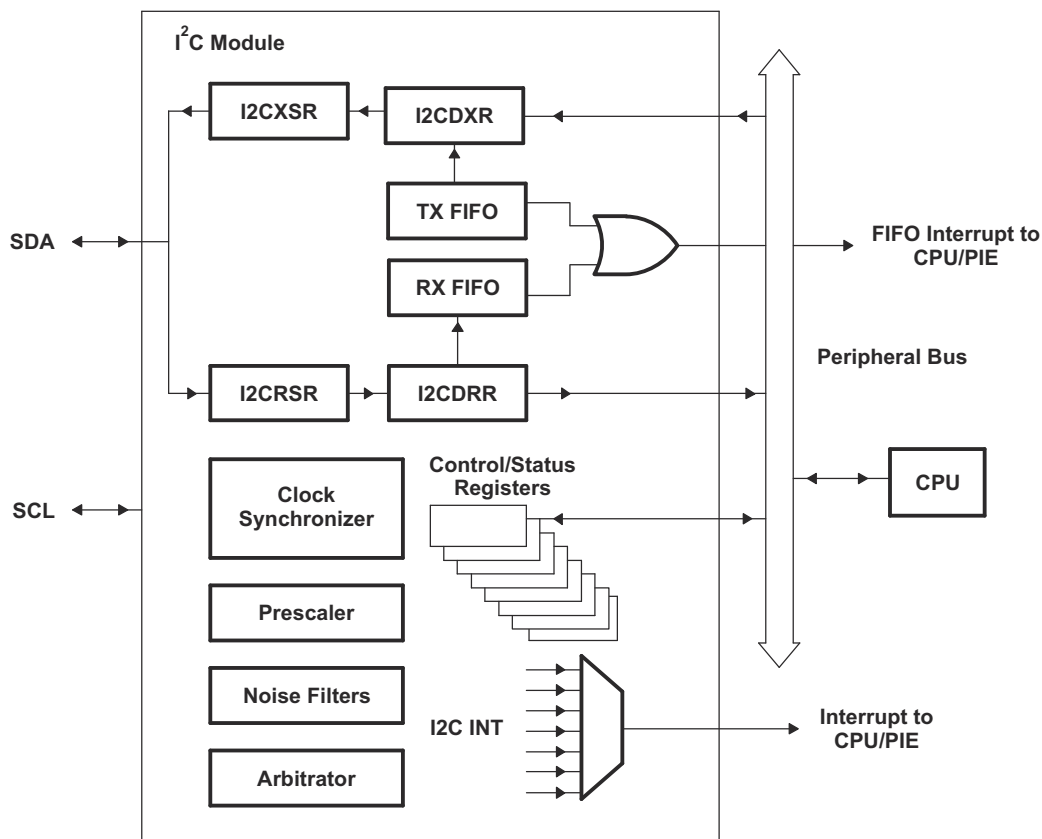 I2C Module
I2CXSR
I2CDXR
TX FIFO
SDA
FIFO Interrupt to
CPU/PIE
RX FIFO
Peripheral Bus
I2CRSR
I2CDRR
Control/Status
Registers
Clock
Synchronizer
SCL
CPU
Prescaler
Noise Filters
I2C INT
Interrupt to
CPU/PIE
Arbitrator